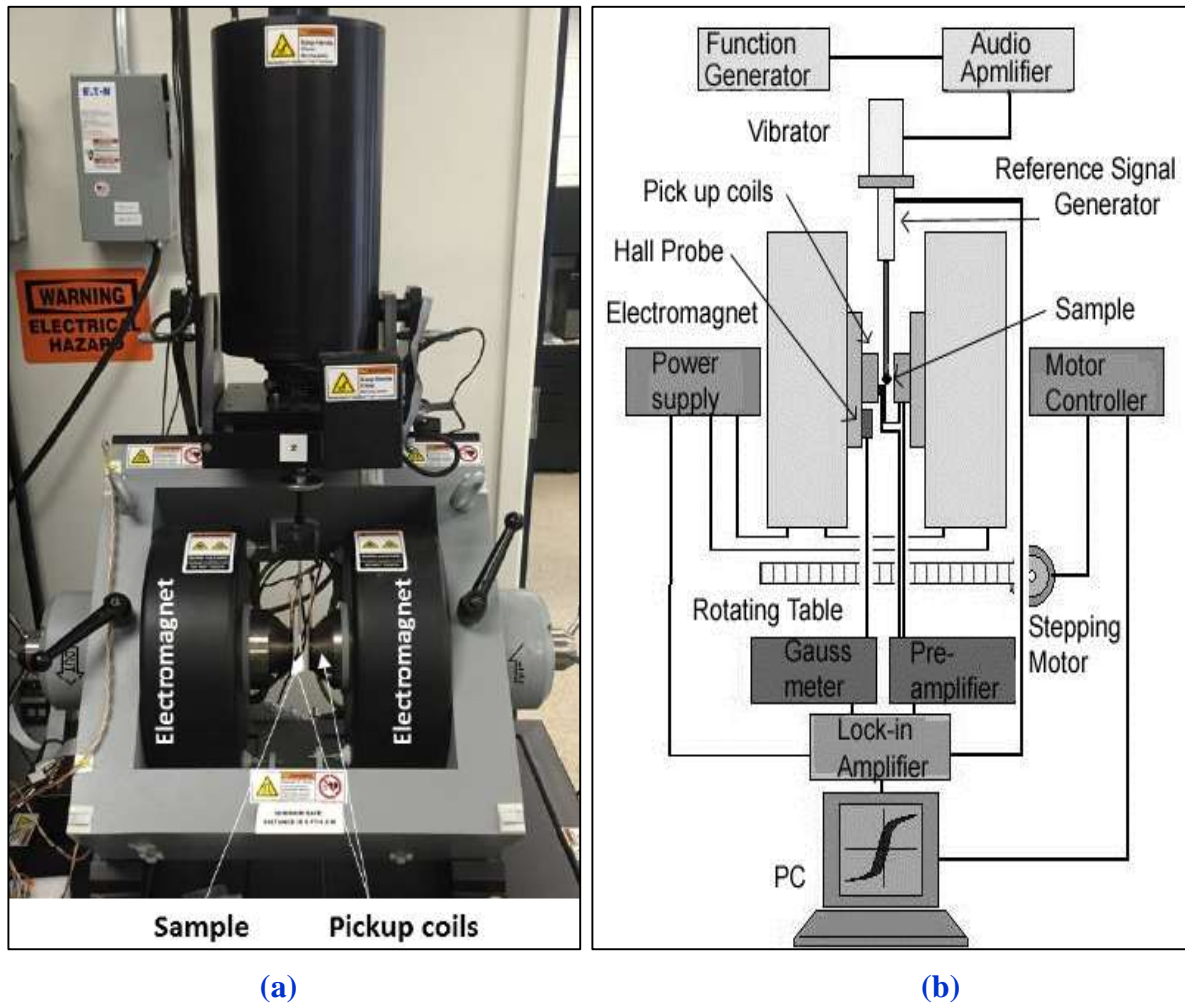 E.T.N
WARNING
ELECTRICAL
HAZARD
2
Electromagnet
Electromagnet
Sample
Pickup coils
(a)
Function
Generator
Audio
Apmlifier
Vibrator
Reference Signal
Generator
Pick up coils
Hall Probe
Electromagnet
Sample
Power
supply
Motor
Controller
Rotating Table
Stepping
Motor
Gauss
meter
Pre-
amplifier
Lock-in
Amplifier
PC
(b)